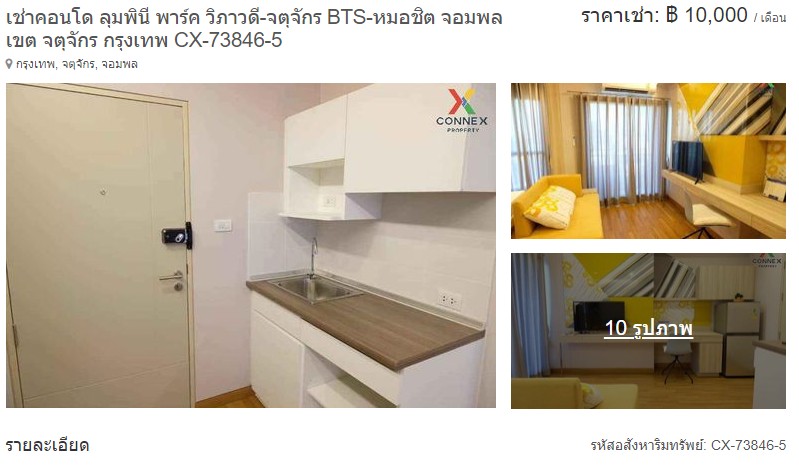 เช่าคอนโด ลุมพินี พาร์ค วิภาวดี-จตุจักร BTS-หมอชิต จอมพล
เขต จตุจักร กรุงเทพ CX-73846-5
ราคาเช่า: ฿ 10,000 / เดือน
กรุงเทพ, จตุจักร, จอมพล
CONNEX
PROPERTY
CONNEX
PROPERTY
10 รูปภาพ
รายละเอียด
รหัสอสังหาริมทรัพย์: CX-73846-5